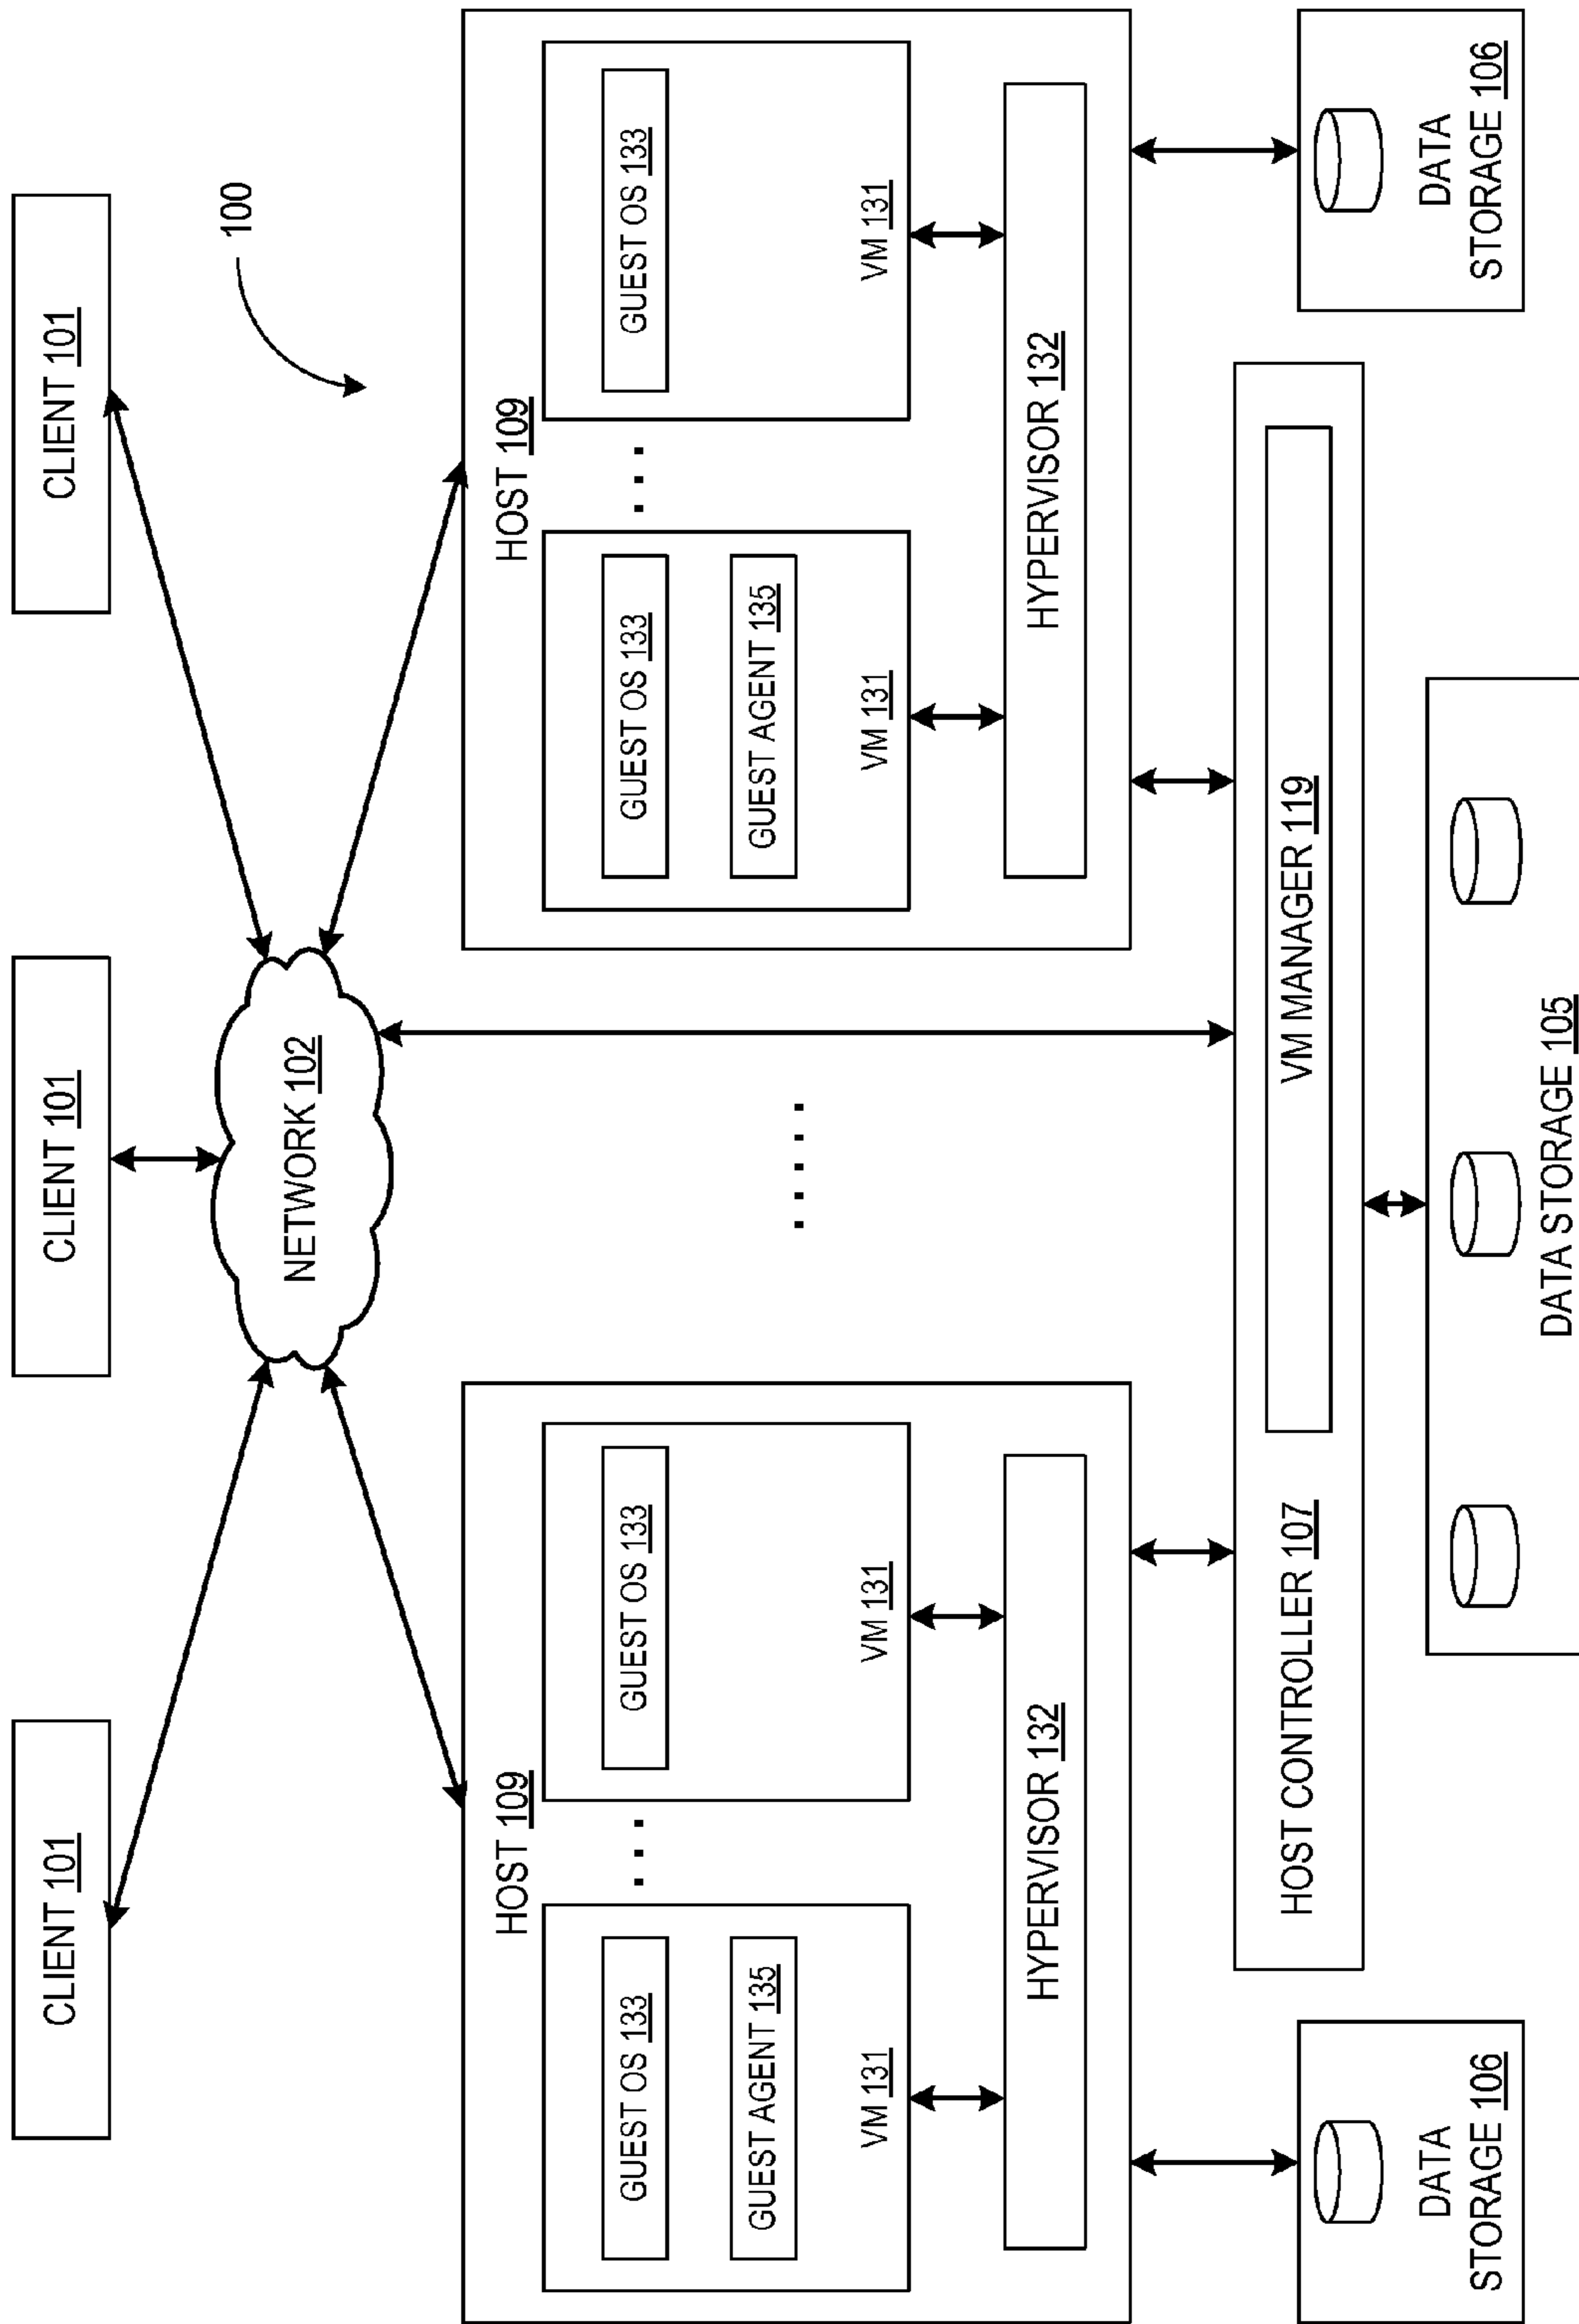 CLIENT 101
CLIENT 101
CLIENT 101
100
NETWORK 102
HOST 109
GUEST OS 133
GUEST AGENT 135
VM 131
. . .
GUEST OS 133
VM 131
HYPERVISOR 132
. . . . .
HOST 109
GUEST OS 133
GUEST AGENT 135
VM 131
. . .
GUEST OS 133
VM 131
HYPERVISOR 132
HOST CONTROLLER 107
VM MANAGER 119
DATA
STORAGE 106
DATA STORAGE 105
DATA
STORAGE 106